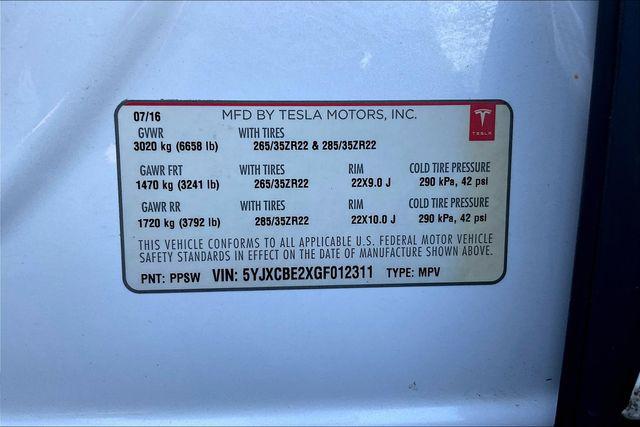 07/16 MFD BY TESLA MOTORS, INC.
TESLA
GVWR WITH TIRES
3020 kg (6658 lb) 265/35ZR22 & 285/35ZR22
GAWR FRT WITH TIRES RIM COLD TIRE PRESSURE
1470 kg (3241 lb) 265/35ZR22 22X9.0 J 290 kPa, 42 psi
GAWR RR WITH TIRES RIM COLD TIRE PRESSURE
1720 kg (3792 lb) 285/35ZR22 22X10.0 J 290 kPa, 42 psi
THIS VEHICLE CONFORMS TO ALL APPLICABLE U.S. FEDERAL MOTOR VEHICLE
SAFETY STANDARDS IN EFFECT ON THE DATE OF MANUFACTURE SHOWN ABOVE.
PNT: PPSW VIN: 5YJXCBE2XGF012311 TYPE: MPV